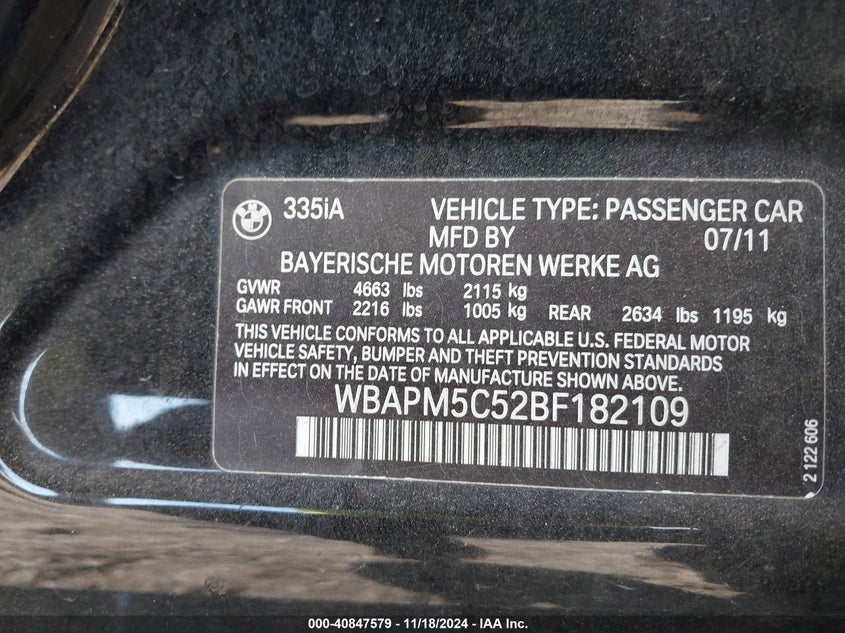 335iA VEHICLE TYPE: PASSENGER CAR
MFD BY 07/11
BAYERISCHE MOTOREN WERKE AG
GVWR 4663 lbs 2115 kg
GAWR FRONT 2216 lbs 1005 kg REAR 2634 lbs 1195 kg
THIS VEHICLE CONFORMS TO ALL APPLICABLE U.S. FEDERAL MOTOR
VEHICLE SAFETY, BUMPER AND THEFT PREVENTION STANDARDS
IN EFFECT ON THE DATE OF MANUFACTURE SHOWN ABOVE.
WBAPM5C52BF182109
2 122 606
000-40847579 - 11/18/2024 - IAA Inc.